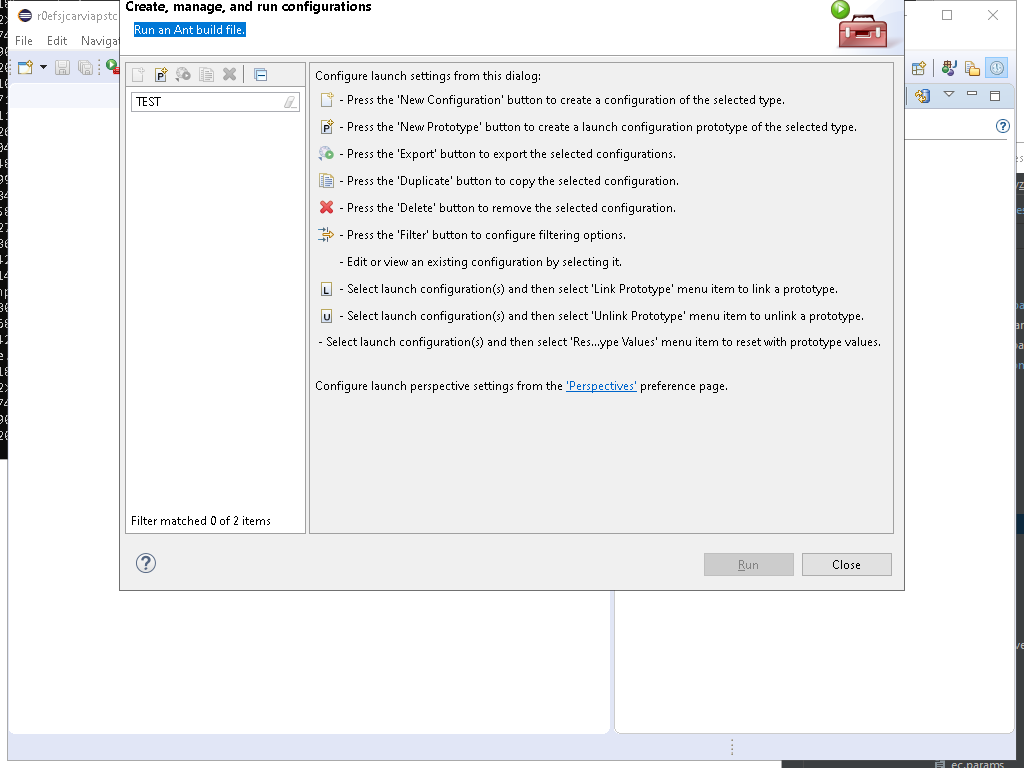 Create, manage, and run configurations
Run an Ant build file.
r0efsjcarviapstc
File Edit Navigat
TEST
Filter matched 0 of 2 items
Configure launch settings from this dialog:
- Press the 'New Configuration' button to create a configuration of the selected type.
- Press the 'New Prototype' button to create a launch configuration prototype of the selected type.
- Press the 'Export' button to export the selected configurations.
- Press the 'Duplicate' button to copy the selected configuration.
- Press the 'Delete' button to remove the selected configuration.
- Press the 'Filter' button to configure filtering options.
- Edit or view an existing configuration by selecting it.
L - Select launch configuration(s) and then select 'Link Prototype' menu item to link a prototype.
U - Select launch configuration(s) and then select 'Unlink Prototype' menu item to unlink a prototype.
- Select launch configuration(s) and then select 'Res...ype Values' menu item to reset with prototype values.
Configure launch perspective settings from the 'Perspectives' preference page.
Run Close
ec.params